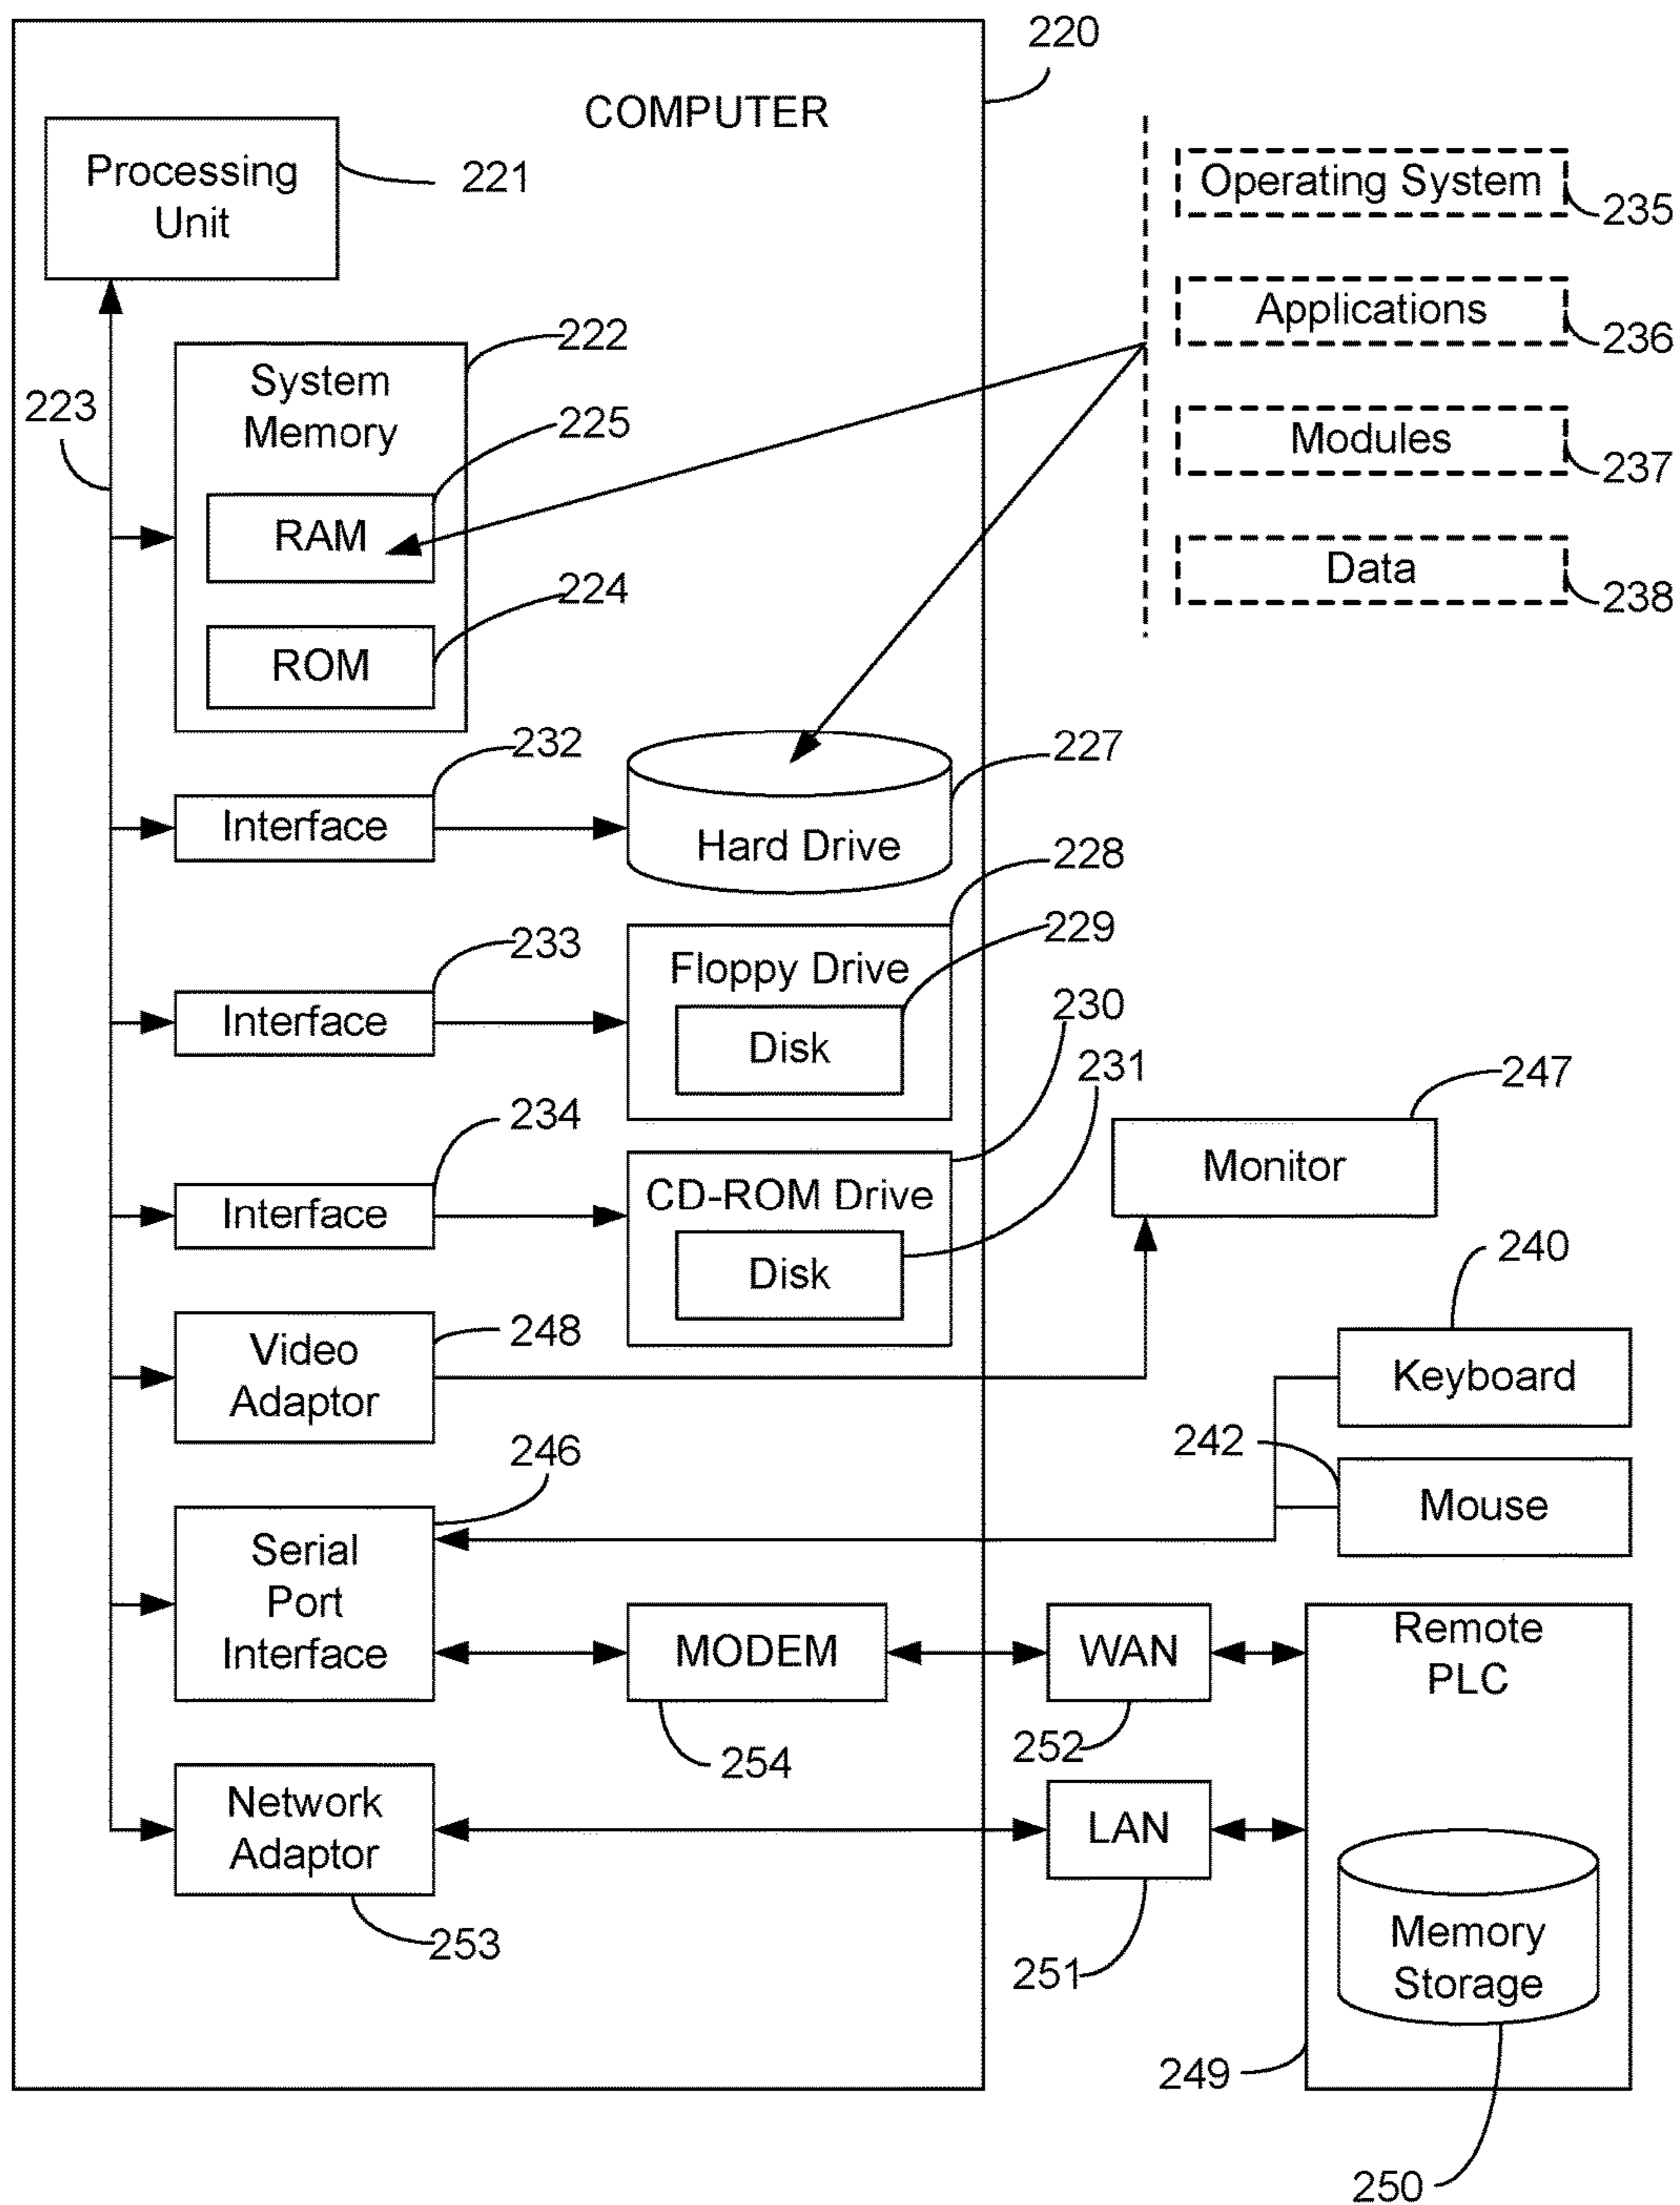 220
COMPUTER
Processing
Unit
221
Operating System
235
Applications
236
Modules
237
Data
238
222
System
Memory
223
225
RAM
224
ROM
232
Interface
227
Hard Drive
228
233
Interface
229
Floppy Drive
Disk
230
231
234
Interface
CD-ROM Drive
Disk
247
Monitor
248
Video
Adaptor
240
Keyboard
242
Mouse
246
Serial
Port
Interface
MODEM
254
WAN
252
Remote
PLC
Network
Adaptor
253
LAN
251
Memory
Storage
249
250